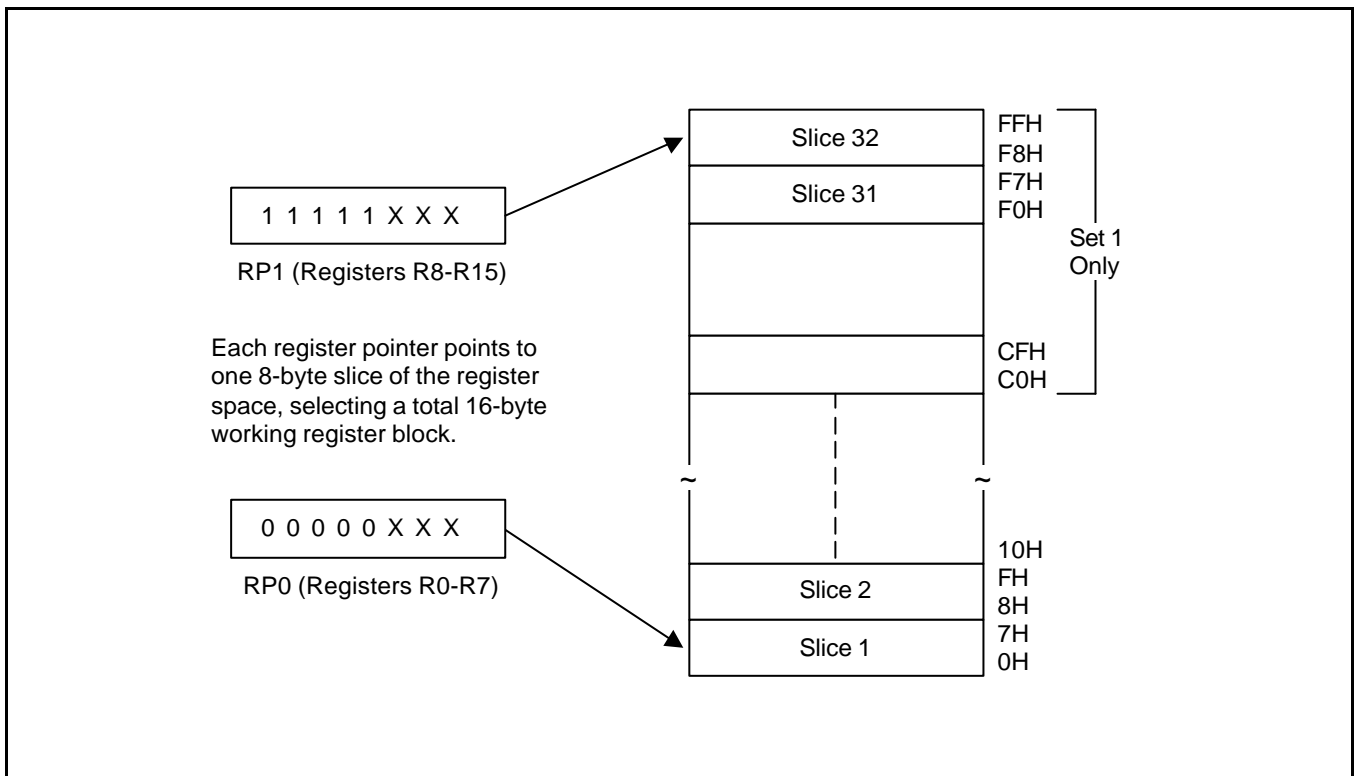 Slice 32
FFH
F8H
Slice 31
F7H
F0H
1 1 1 1 1 X X X
RP1 (Registers R8-R15)
Set 1
Only
Each register pointer points to
one 8-byte slice of the register
space, selecting a total 16-byte
working register block.
CFH
C0H
~
~
0 0 0 0 0 X X X
RP0 (Registers R0-R7)
10H
Slice 2
FH
8H
Slice 1
7H
0H